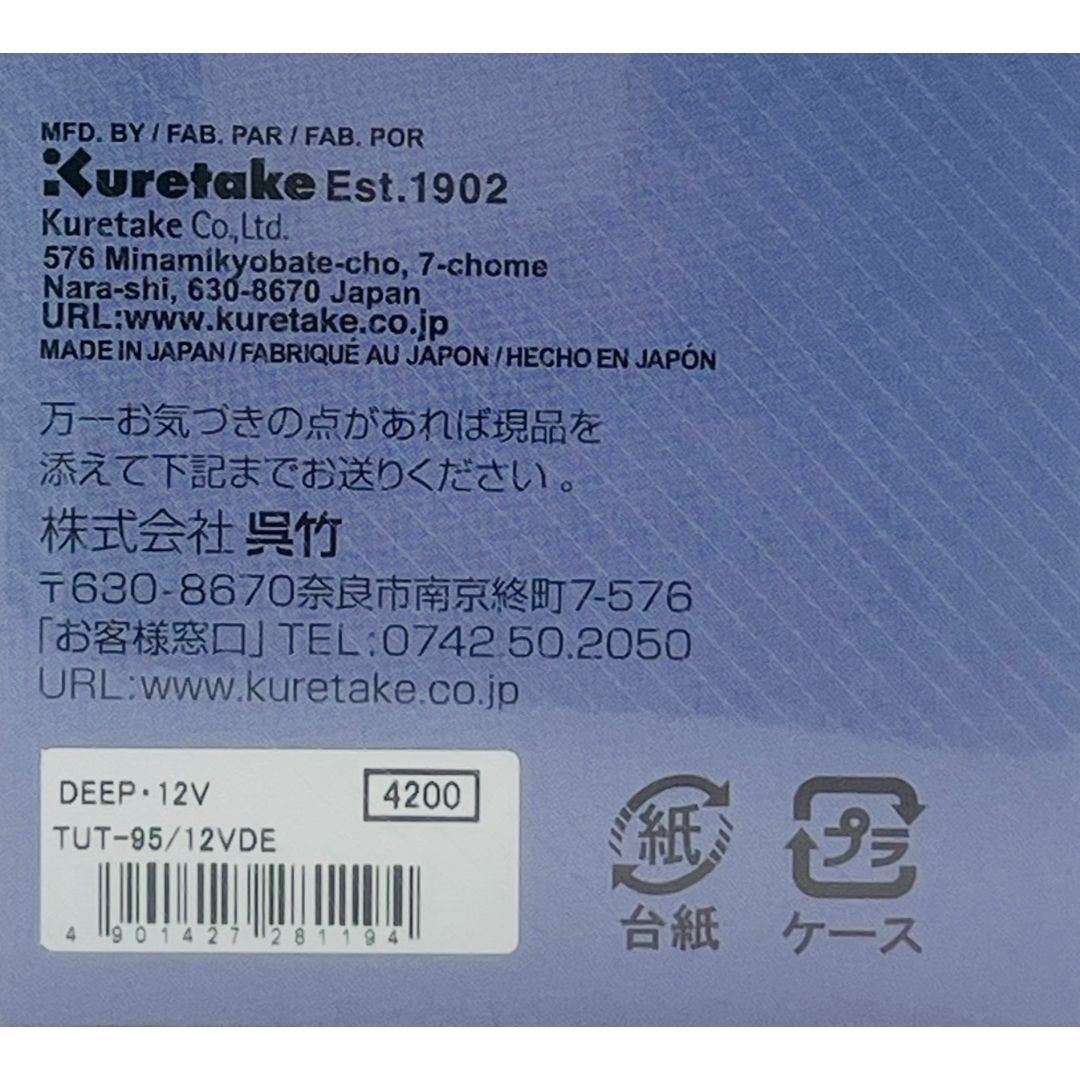 MFD. BY / FAB. PAR / FAB. POR
Kuretake Est.1902
Kuretake Co.,Ltd.
576 Minamikyobate-cho, 7-chome
Nara-shi, 630-8670 Japan
URL:www.kuretake.co.jp
MADE IN JAPAN / FABRIQUÉ AU JAPON / HECHO EN JAPÓN
万一お気づきの点があれば現品を
添えて下記までお送りください。
株式会社 呉竹
〒630-8670奈良市南京終町7-576
「お客様窓口」TEL:0742.50.2050
URL:www.kuretake.co.jp
DEEP・12V 4200
TUT-95/12VDE
4 901427 281194
紙
台紙
プラ
ケース